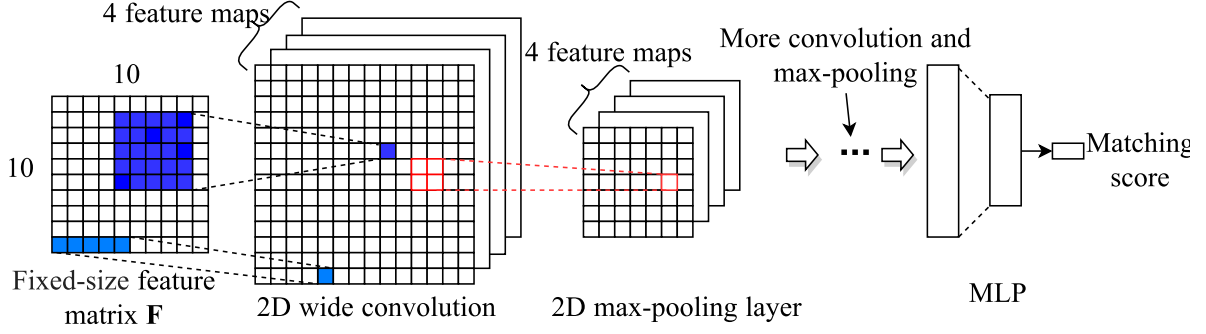 4 feature maps
10
10
Fixed-size feature
matrix F
2D wide convolution
4 feature maps
2D max-pooling layer
More convolution and
max-pooling
...
MLP
Matching
score